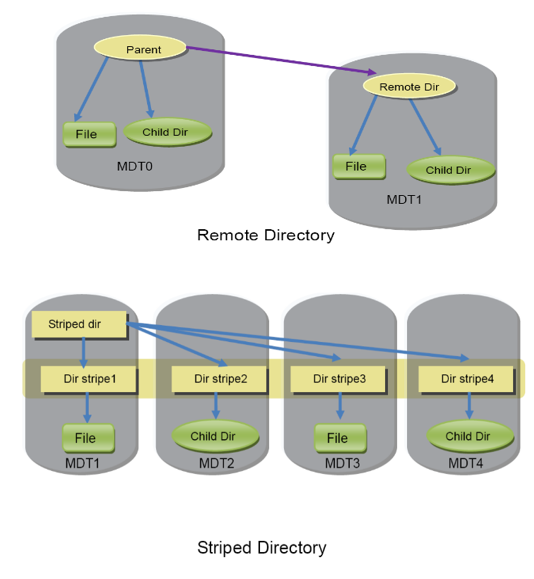 Parent
Remote Dir
File
Child Dir
MDT0
File
Child Dir
MDT1
Remote Directory
Striped dir
Dir stripe1
Dir stripe2
Dir stripe3
Dir stripe4
File
Child Dir
File
Child Dir
MDT1
MDT2
MDT3
MDT4
Striped Directory